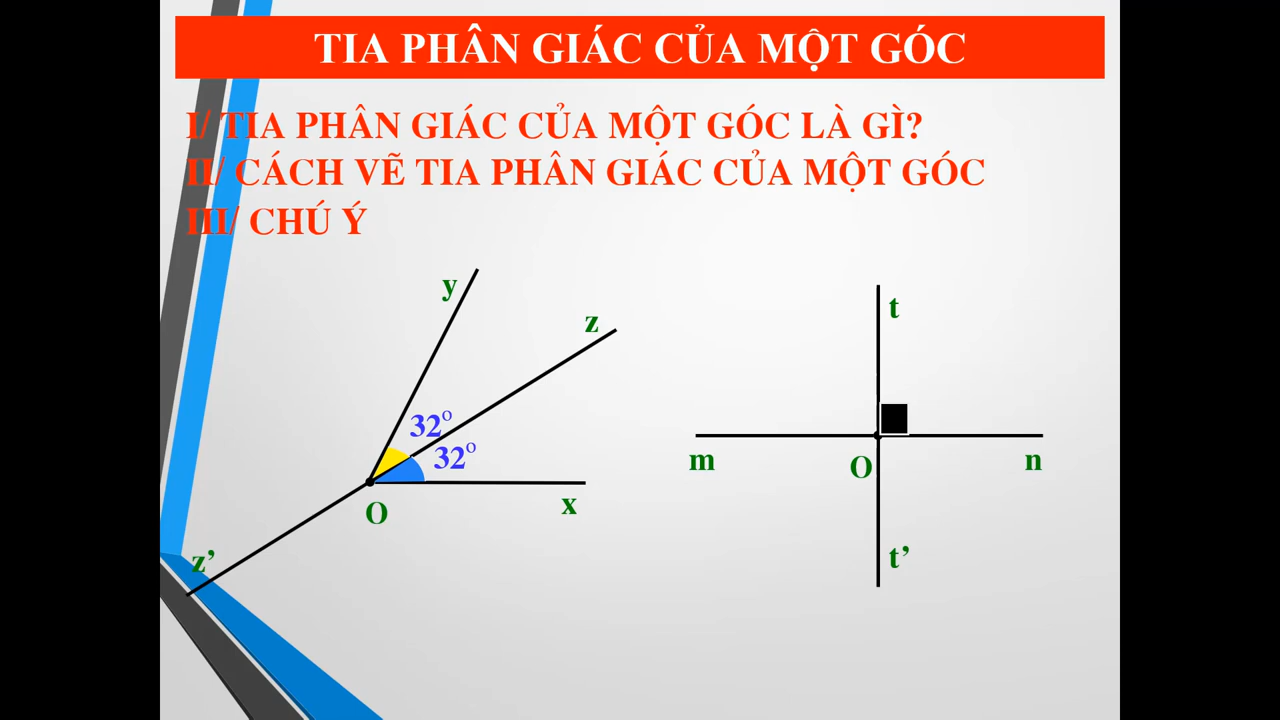 TIA PHÂN GIÁC CỦA MỘT GÓC
I/ TIA PHÂN GIÁC CỦA MỘT GÓC LÀ GÌ?
II/ CÁCH VẼ TIA PHÂN GIÁC CỦA MỘT GÓC
III/ CHÚ Ý
y
z
32°
32°
O
x
z’
t
m
O
n
t’